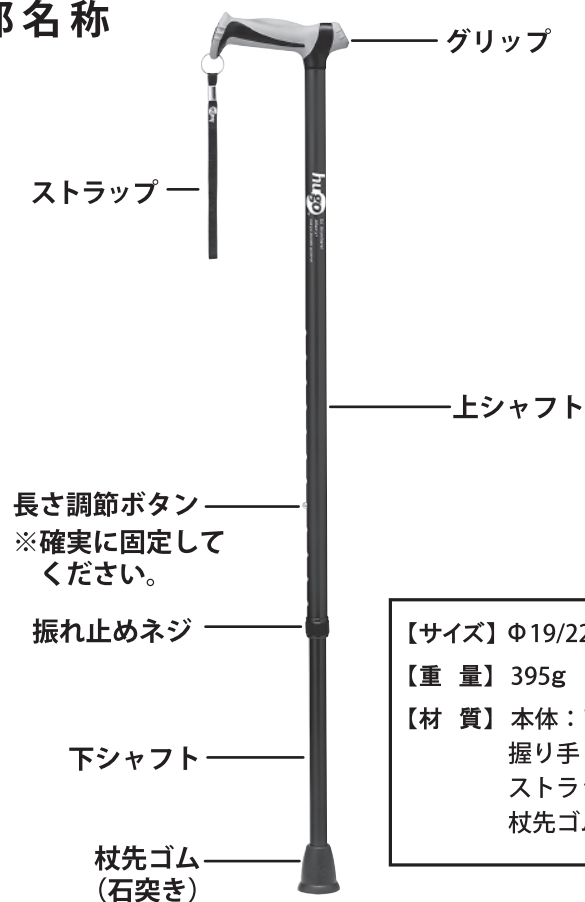 部名称
グリップ
ストラップ
hugo
上シャフト
長さ調節ボタン
※確実に固定して
ください。
振れ止めネジ
【サイズ】Φ19/22
【重 量】395g
【材 質】本体：
握り手
ストラ
杖先ゴ
下シャフト
杖先ゴム
（石突き）